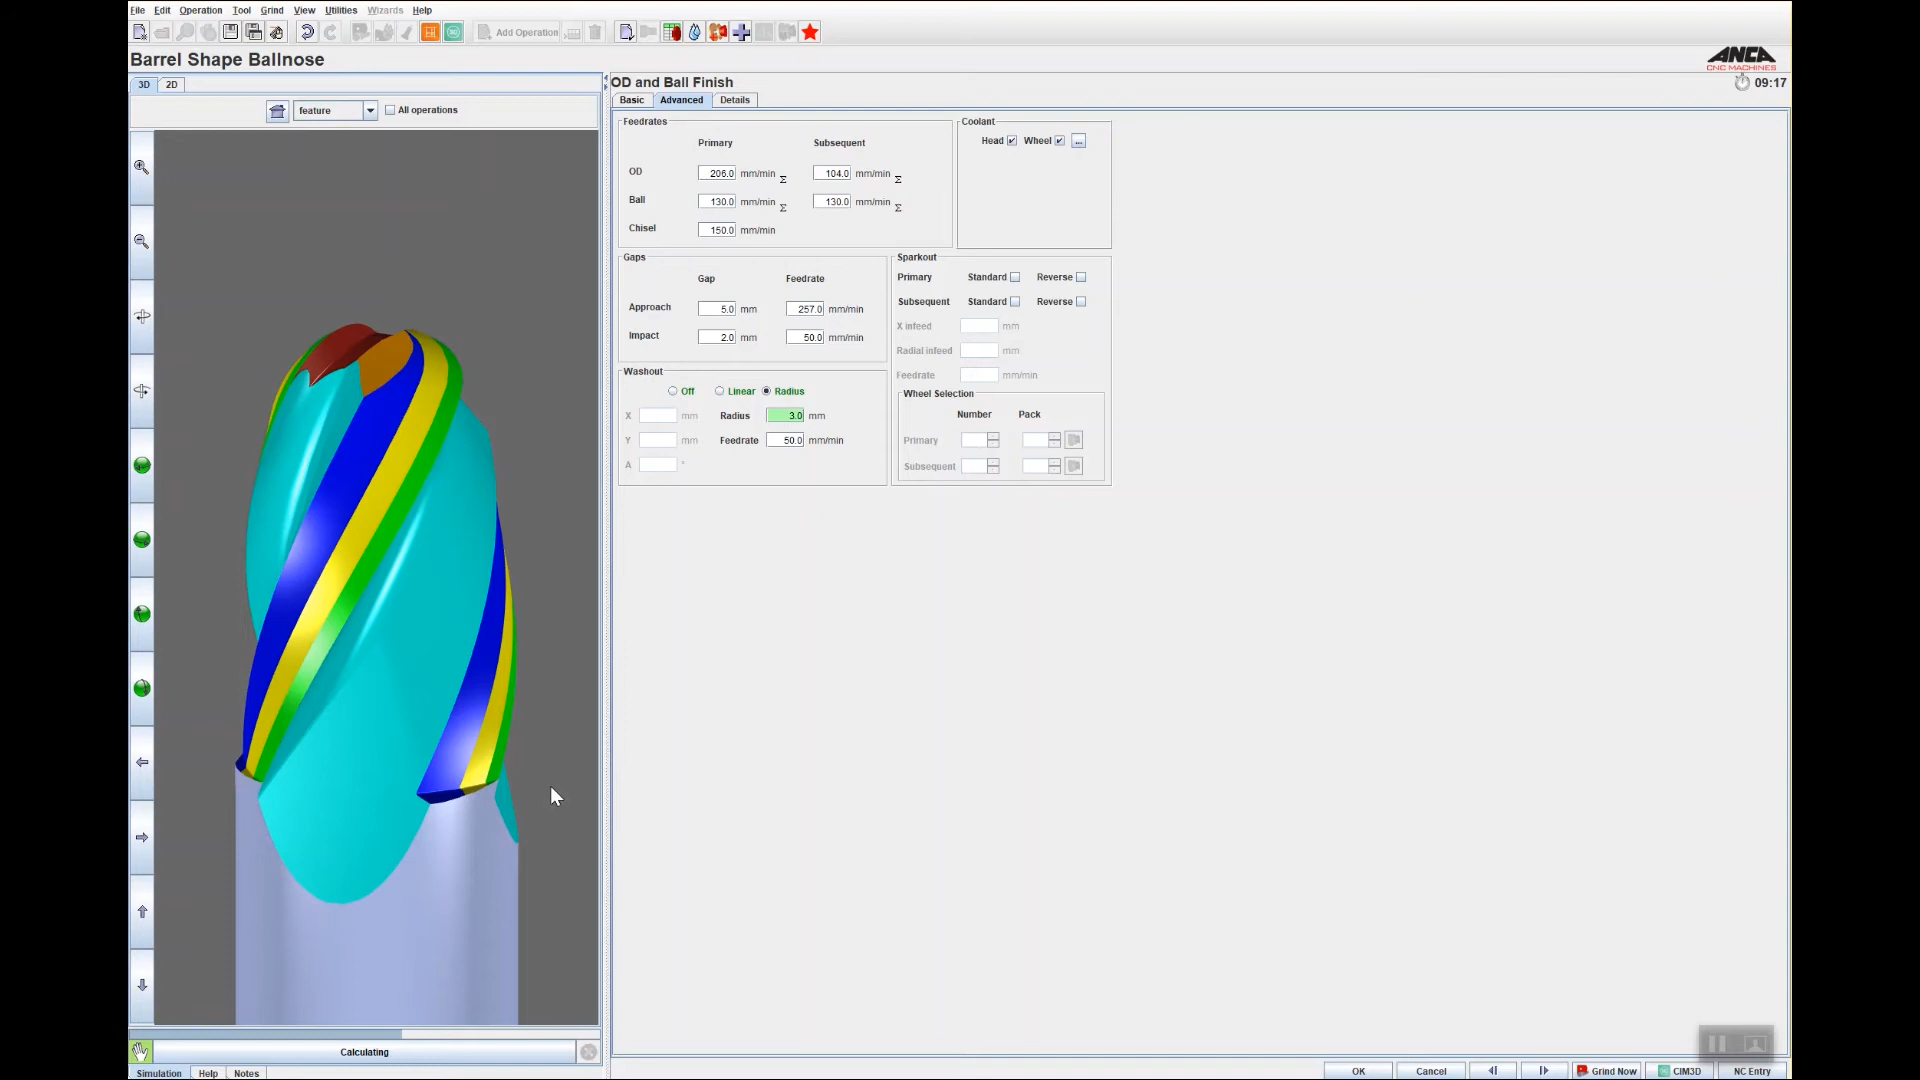 File Edit Operation Tool Grind View Utilities Wizards Help
Add Operation
Barrel Shape Ballnose
ANCA
CNC MACHINES
3D 2D
OD and Ball Finish
09:17
Basic Advanced Details
feature All operations
Feedrates
Primary Subsequent
OD 206.0 mm/min Σ 104.0 mm/min Σ
Ball 130.0 mm/min Σ 130.0 mm/min Σ
Chisel 150.0 mm/min
Coolant
Head Wheel ...
Gaps
Gap Feedrate
Approach 5.0 mm 257.0 mm/min
Impact 2.0 mm 50.0 mm/min
Sparkout
Primary Standard Reverse
Subsequent Standard Reverse
X infeed mm
Radial infeed mm
Feedrate mm/min
Washout
Off Linear Radius
X mm Radius 3.0 mm
Y mm Feedrate 50.0 mm/min
A °
Wheel Selection
Number Pack
Primary
Subsequent
Calculating
Simulation Help Notes
OK Cancel Grind Now CIM3D NC Entry